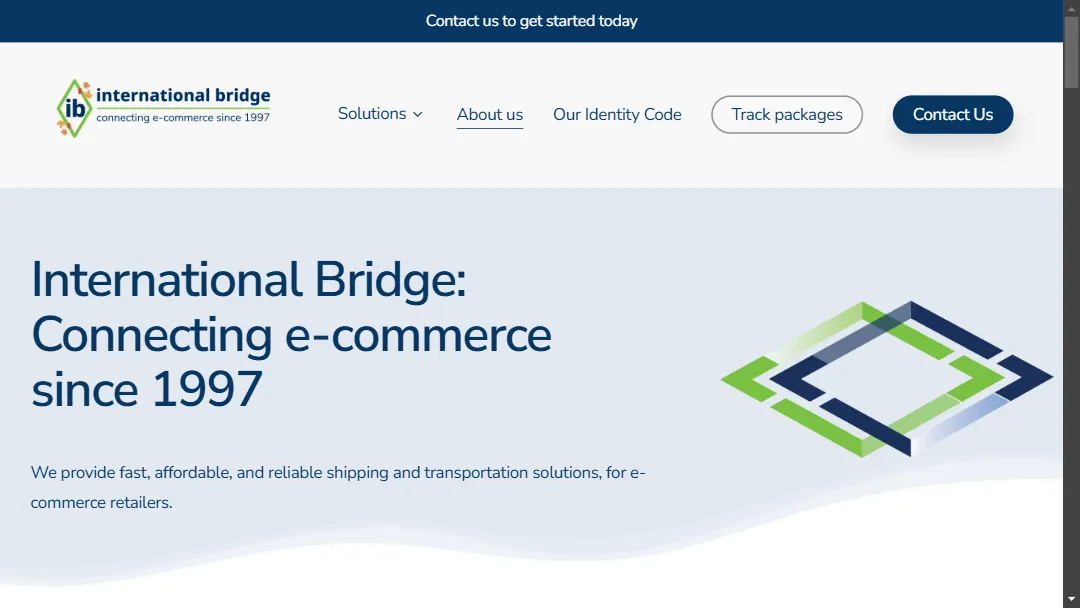 Contact us to get started today
ib
international bridge
connecting e-commerce since 1997
Solutions
About us
Our Identity Code
Track packages
Contact Us
International Bridge:
Connecting e-commerce
since 1997
We provide fast, affordable, and reliable shipping and transportation solutions, for e-
commerce retailers.